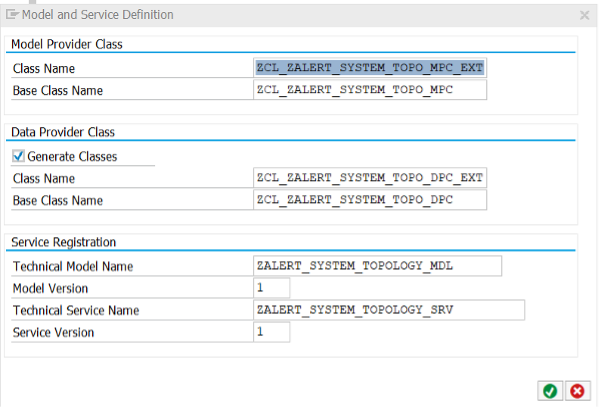 Model and Service Definition
Model Provider Class
Class Name ZCL_ZALERT_SYSTEM_TOPO_MPC_EXT
Base Class Name ZCL_ZALERT_SYSTEM_TOPO_MPC
Data Provider Class
Generate Classes
Class Name ZCL_ZALERT_SYSTEM_TOPO_DPC_EXT
Base Class Name ZCL_ZALERT_SYSTEM_TOPO_DPC
Service Registration
Technical Model Name ZALERT_SYSTEM_TOPOLOGY_MDL
Model Version 1
Technical Service Name ZALERT_SYSTEM_TOPOLOGY_SRV
Service Version 1